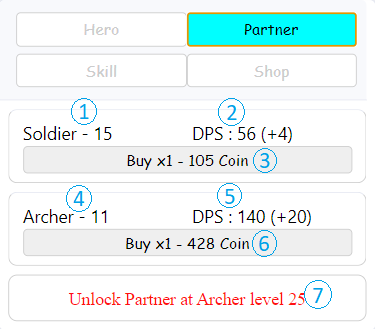 Hero Partner
Skill Shop
1 2
Soldier - 15 DPS : 56 (+4)
Buy x1 - 105 Coin 3
4 5
Archer - 11 DPS : 140 (+20)
Buy x1 - 428 Coin 6
Unlock Partner at Archer level 25 7